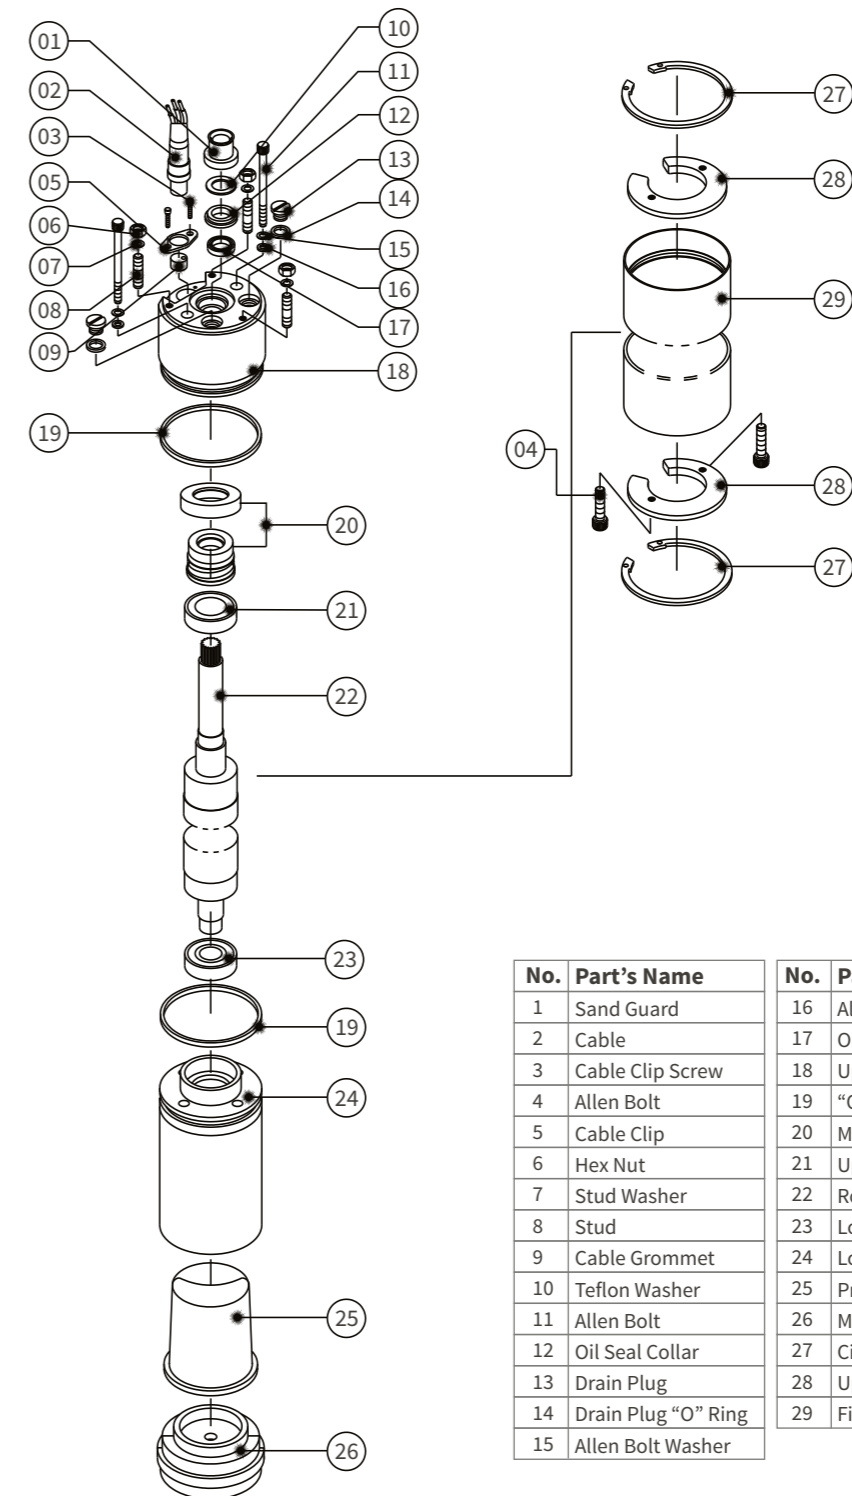 01
10
02
11
03
12
05
13
06
14
07
15
08
16
09
17
18
19
20
21
22
23
19
24
25
26
27
28
29
04
28
27
No. Part’s Name
1 Sand Guard
2 Cable
3 Cable Clip Screw
4 Allen Bolt
5 Cable Clip
6 Hex Nut
7 Stud Washer
8 Stud
9 Cable Grommet
10 Teflon Washer
11 Allen Bolt
12 Oil Seal Collar
13 Drain Plug
14 Drain Plug “O” Ring
15 Allen Bolt Washer
No.
16
17
18
19
20
21
22
23
24
25
26
27
28
29